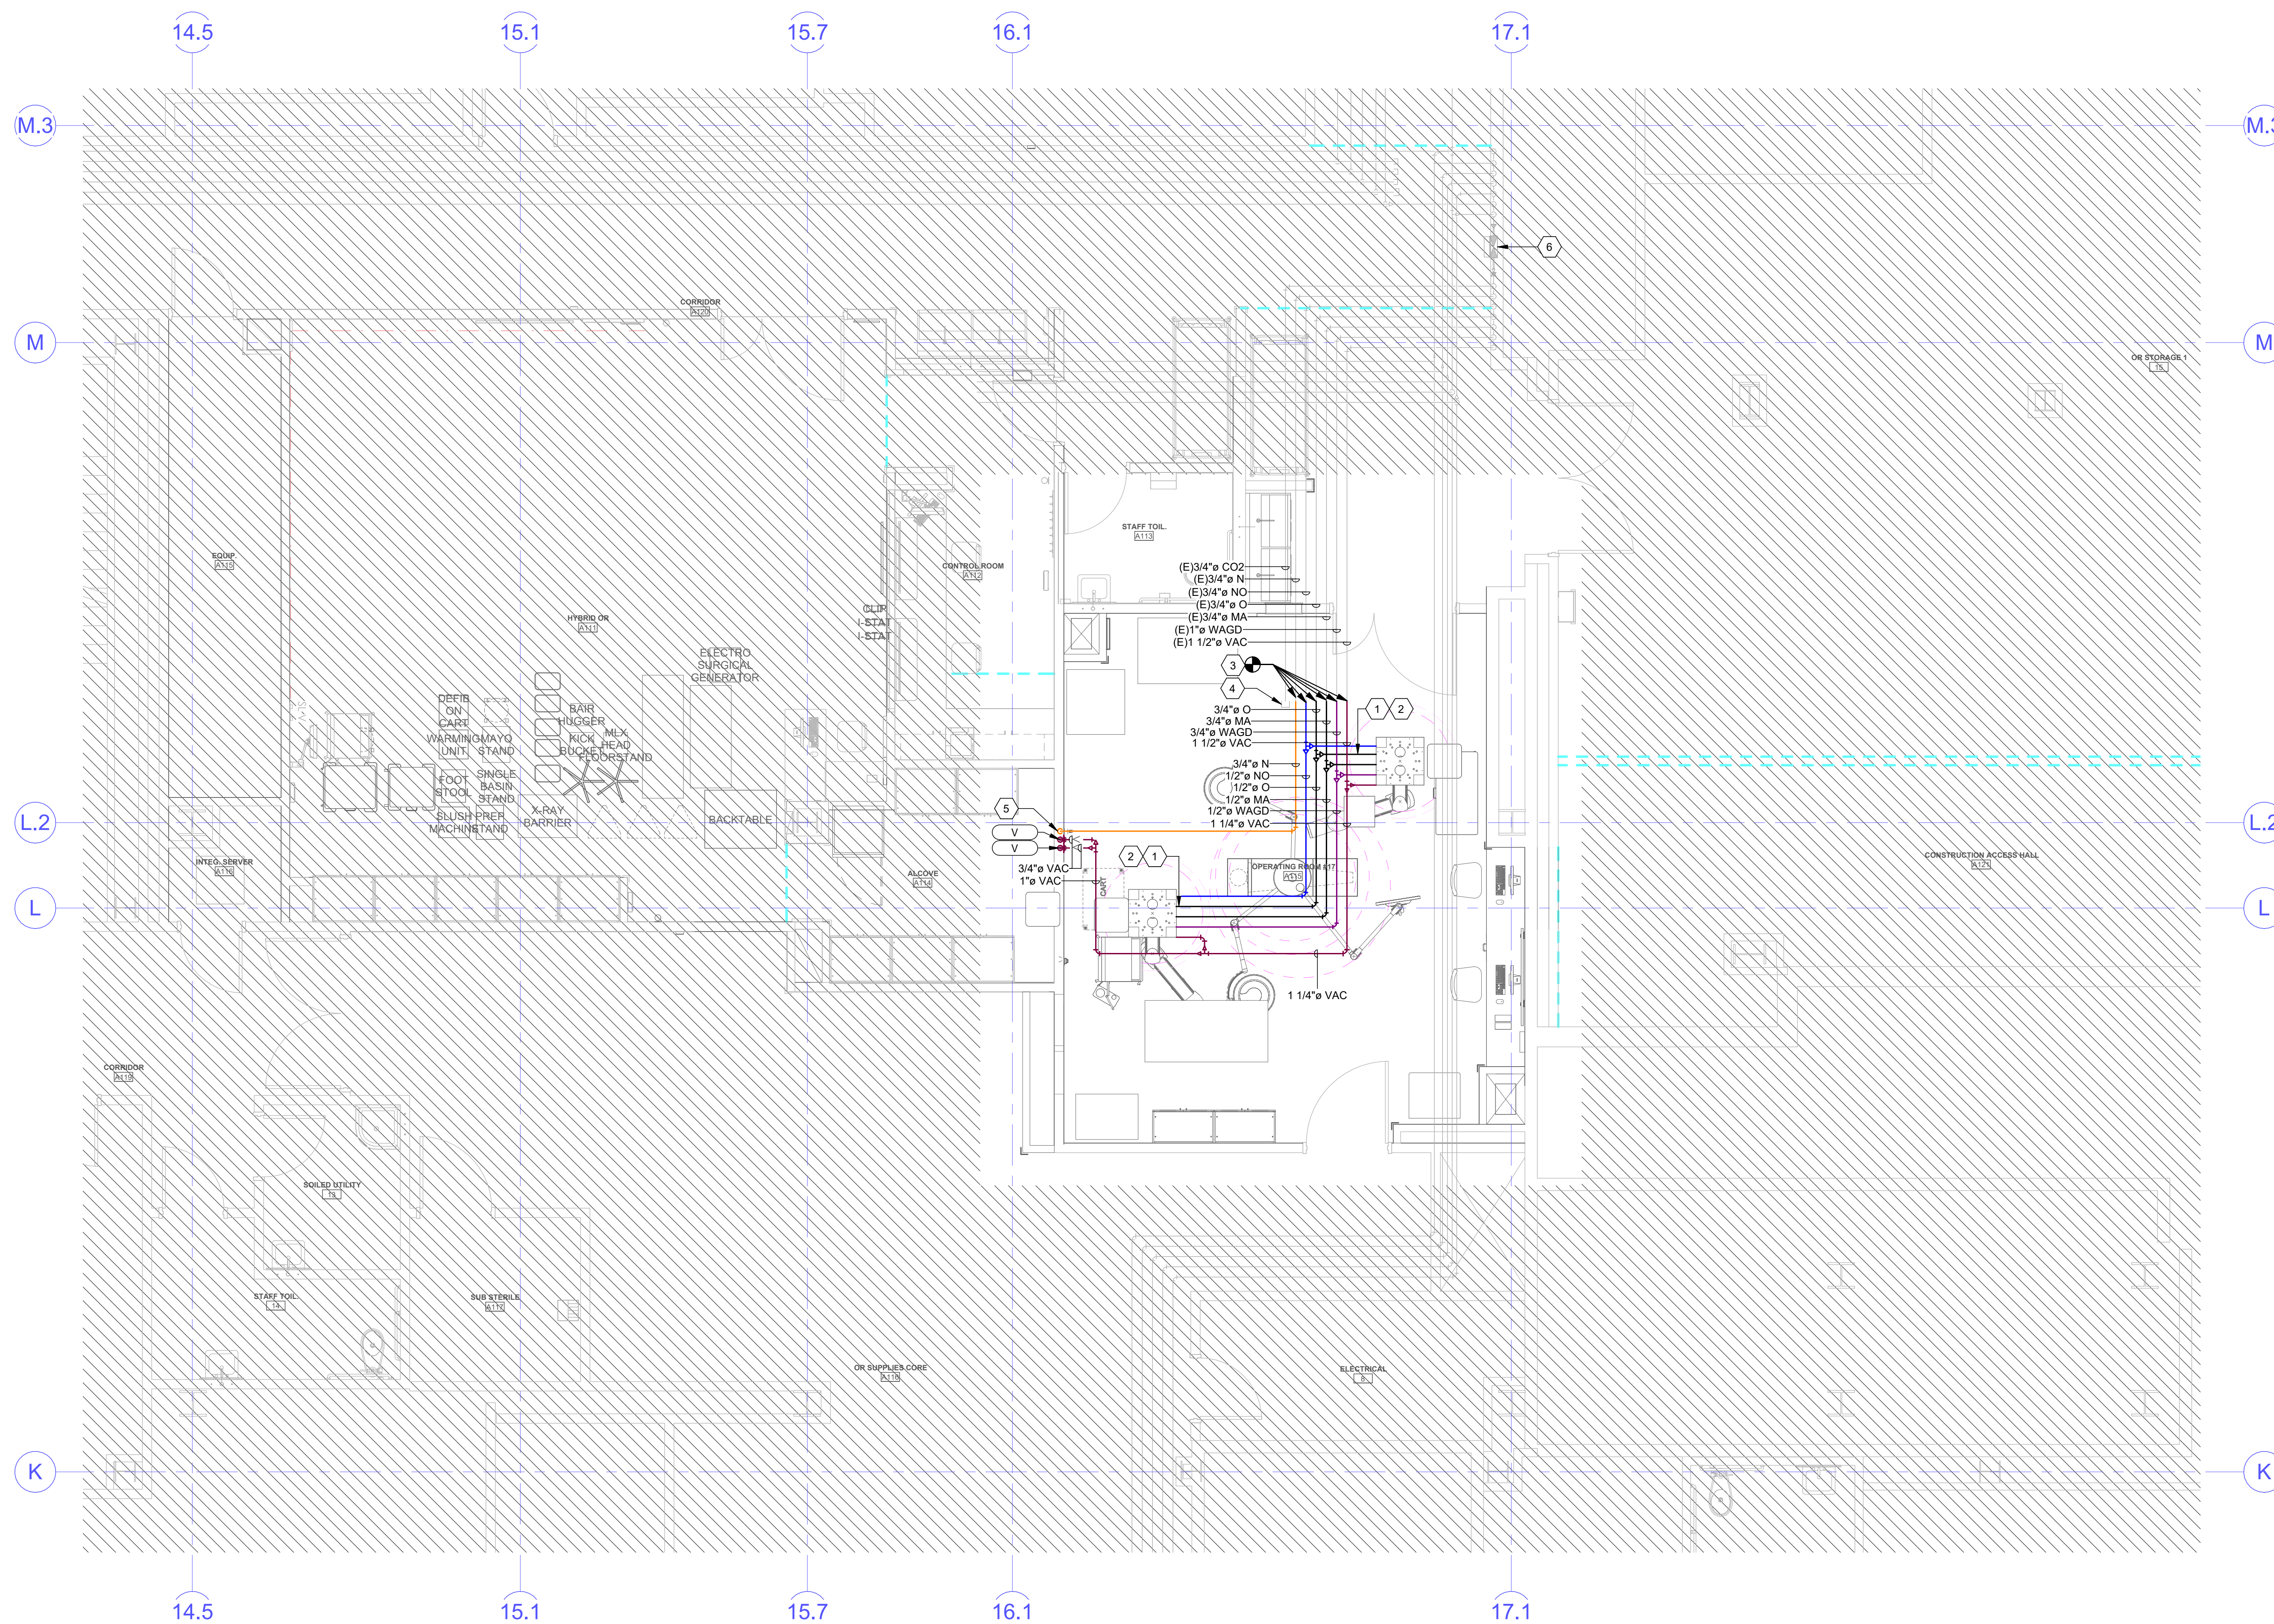 14.5
15.1
15.7
16.1
17.1
M.3
M.3
6
CORRIDOR
A120
M
M
OR STORAGE 1
15
STAFF TOIL.
A113
EQUIP.
A115
CONTROL ROOM
A112
(E)3/4"ø CO2
(E)3/4"ø N
(E)3/4"ø NO
(E)3/4"ø O
(E)3/4"ø MA
(E)1"ø WAGD
(E)1 1/2"ø VAC
HYBRID OR
A111
CLIP
I-STAT
I-STAT
ELECTRO
SURGICAL
GENERATOR
3
4
1
2
DEFIB
ON
CART
BAIR
HUGGER
WARMING
UNIT
MAYO
STAND
KICK
BUCKET
MLX
HEAD
FLOORSTAND
3/4"ø O
3/4"ø MA
3/4"ø WAGD
1 1/2"ø VAC
3/4"ø N
1/2"ø NO
1/2"ø O
1/2"ø MA
1/2"ø WAGD
1 1/4"ø VAC
FOOT
STOOL
SINGLE
BASIN
STAND
SLUSH
MACHINE
PREP
STAND
X-RAY
BARRIER
BACKTABLE
5
V
V
L.2
L.2
3/4"ø VAC
1"ø VAC
2
1
CART
OPERATING ROOM #17
INTEG. SERVER
A116
ALCOVE
A114
CONSTRUCTION ACCESS HALL
A121
L
L
1 1/4"ø VAC
CORRIDOR
A119
SOILED UTILITY
13
STAFF TOIL.
14
SUB STERILE
A117
OR SUPPLIES CORE
A118
ELECTRICAL
8
K
K
14.5
15.1
15.7
16.1
17.1